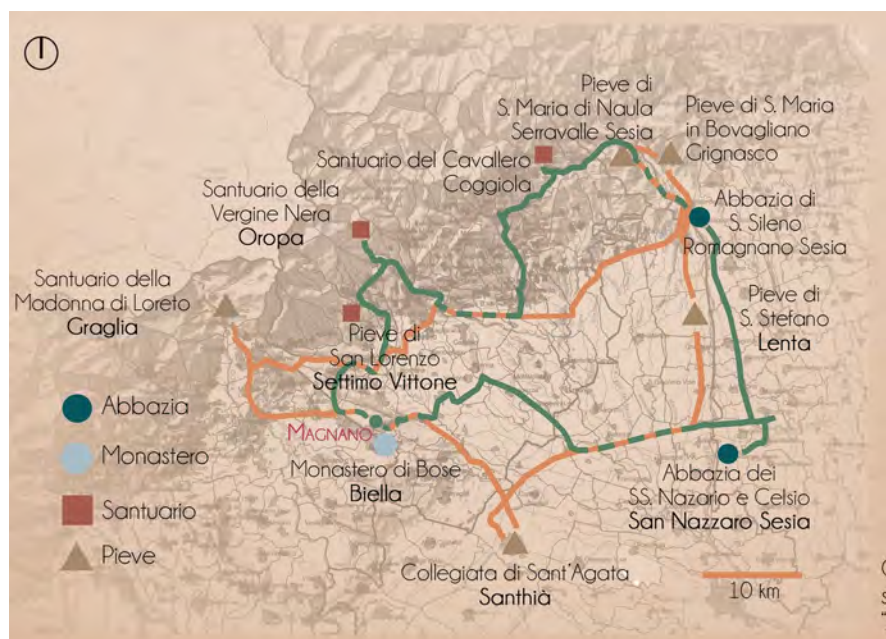 Pieve di
S. Maria di Naula
Serravalle Sesia
Pieve di S. Maria
in Bovagliano
Grignasco
Santuario del Cavallero
Coggiola
Santuario della
Vergine Nera
Oropa
Abbazia di
S. Sileno
Romagnano Sesia
Santuario della
Madonna di Loreto
Graglia
Pieve di
S. Stefano
Lenta
Pieve di
San Lorenzo
Settimo Vittone
Abbazia
Monastero
Santuario
Pieve
MAGNANO
Monastero di Bose
Biella
Abbazia dei
SS. Nazario e Celsio
San Nazzaro Sesia
Collegiata di Sant'Agata
Santhià
10 km